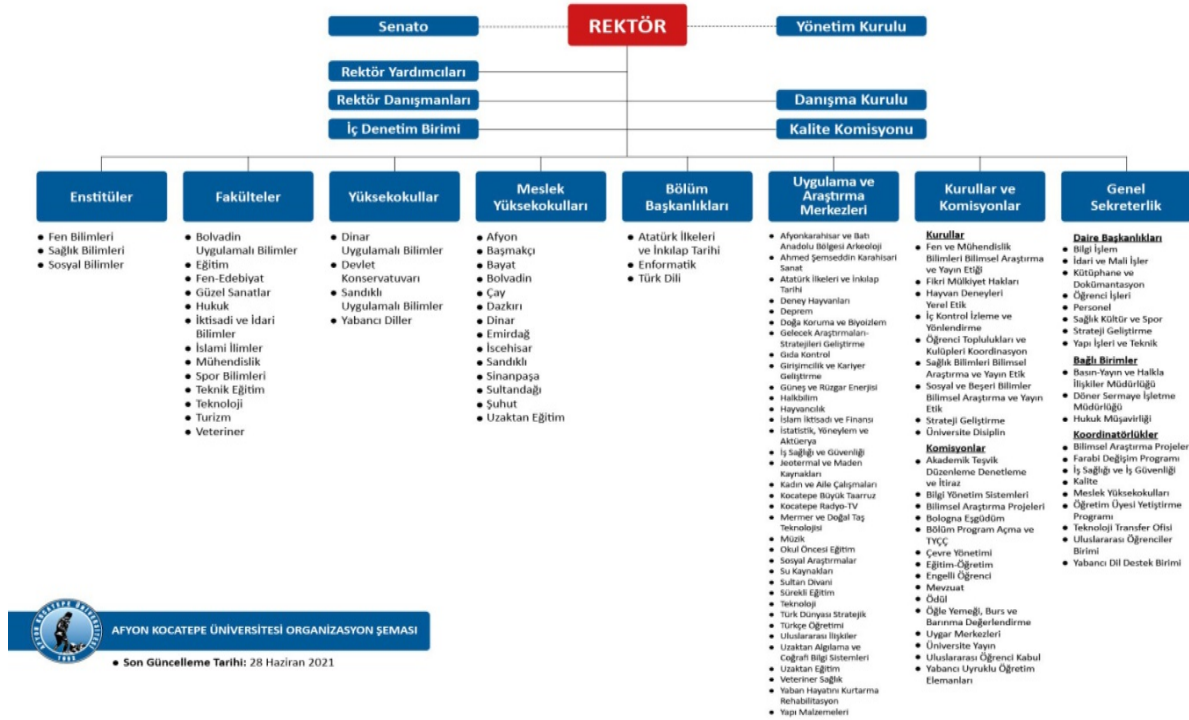 Senato
REKTÖR
Yönetim Kurulu
Rektör Yardımcıları
Rektör Danışmanları
Danışma Kurulu
İç Denetim Birimi
Kalite Komisyonu
Enstitüler
• Fen Bilimleri
• Sağlık Bilimleri
• Sosyal Bilimler
Fakülteler
• Bolvadin
Uygulamalı Bilimler
• Eğitim
• Fen-Edebiyat
• Güzel Sanatlar
• Hukuk
• İktisadi ve İdari
Bilimler
• İslami İlimler
• Mühendislik
• Spor Bilimleri
• Teknik Eğitim
• Teknoloji
• Turizm
• Veteriner
Yüksekokullar
• Dinar
Uygulamalı Bilimler
• Devlet
Konservatuvarı
• Sandıklı
Uygulamalı Bilimler
• Yabancı Diller
Meslek
Yüksekokulları
• Afyon
• Başmakçı
• Bayat
• Bolvadin
• Çay
• Dazkırı
• Dinar
• Emirdağ
• İscehisar
• Sandıklı
• Sinanpaşa
• Sultandağı
• Şuhut
• Uzaktan Eğitim
Bölüm
Başkanlıkları
• Atatürk İlkeleri
ve İnkılap Tarihi
• Enformatik
• Türk Dili
Uygulama ve
Araştırma
Merkezleri
• Afyonkarahisar ve Batı
Anadolu Bölgesi Arkeoloji
• Ahmed Şemseddin Karahisari
Sanat
• Atatürk İlkeleri ve İnkılap
Tarihi
• Deney Hayvanları
• Deprem
• Doğa Koruma ve Biyoizlem
• Gelecek Araştırmaları-
Stratejileri Geliştirme
• Gıda Kontrol
• Girişimcilik ve Kariyer
Geliştirme
• Güneş ve Rüzgar Enerjisi
• Halkbilim
• Hayvancılık
• İslam İktisadı ve Finansı
• İstatistik, Yöneylem ve
Aktüerya
• İş Sağlığı ve Güvenliği
• Jeotermal ve Maden
Kaynakları
• Kadın ve Aile Çalışmaları
• Kocatepe Büyük Taarruz
• Kocatepe Radyo-TV
• Mermer ve Doğal Taş
Teknolojisi
• Müzik
• Okul Öncesi Eğitim
• Sosyal Araştırmalar
• Su Kaynakları
• Sultan Divani
• Sürekli Eğitim
• Teknoloji
• Türk Dünyası Stratejik
• Türkçe Öğretimi
• Uluslararası İlişkiler
• Uzaktan Algılama ve
Coğrafi Bilgi Sistemleri
• Uzaktan Eğitim
• Veteriner Sağlık
• Yaban Hayatını Kurtarma
Rehabilitasyon
• Yapı Malzemeleri
Kurullar ve
Komisyonlar
Kurullar
• Fen ve Mühendislik
Bilimleri Bilimsel Araştırma
ve Yayın Etiği
• Fikri Mülkiyet Hakları
• Hayvan Deneyleri
Yerel Etik
• İç Kontrol İzleme ve
Yönlendirme
• Öğrenci Toplulukları ve
Kulüpleri Koordinasyon
• Sağlık Bilimleri Bilimsel
Araştırma ve Yayın Etik
• Sosyal ve Beşeri Bilimler
Bilimsel Araştırma ve Yayın
Etik
• Strateji Geliştirme
• Üniversite Disiplin
Komisyonlar
• Akademik Teşvik
Düzenleme Denetleme
ve İtiraz
• Bilgi Yönetim Sistemleri
• Bilimsel Araştırma Projeleri
• Bologna Eşgüdüm
• Bölüm Program Açma ve
TYÇÇ
• Çevre Yönetimi
• Eğitim-Öğretim
• Engelli Öğrenci
• Mevzuat
• Ödül
• Öğle Yemeği, Burs ve
Barınma Değerlendirme
• Uygar Merkezleri
• Üniversite Yayın
• Uluslararası Öğrenci Kabul
• Yabancı Uyruklu Öğretim
Elemanları
Genel
Sekreterlik
Daire Başkanlıkları
• Bilgi İşlem
• İdari ve Mali İşler
• Kütüphane ve
Dokümantasyon
• Öğrenci İşleri
• Personel
• Sağlık Kültür ve Spor
• Strateji Geliştirme
• Yapı İşleri ve Teknik
Bağlı Birimler
• Basın-Yayın ve Halkla
İlişkiler Müdürlüğü
• Döner Sermaye İşletme
Müdürlüğü
• Hukuk Müşavirliği
Koordinatörlükler
• Bilimsel Araştırma Projeler
• Farabi Değişim Programı
• İş Sağlığı ve İş Güvenliği
• Kalite
• Meslek Yüksekokulları
• Öğretim Üyesi Yetiştirme
Programı
• Teknoloji Transfer Ofisi
• Uluslararası Öğrenciler
Birimi
• Yabancı Dil Destek Birimi
AFYON KOCATEPE ÜNİVERSİTESİ
1992
AFYON KOCATEPE ÜNİVERSİTESİ ORGANİZASYON ŞEMASI
• Son Güncelleme Tarihi: 28 Haziran 2021